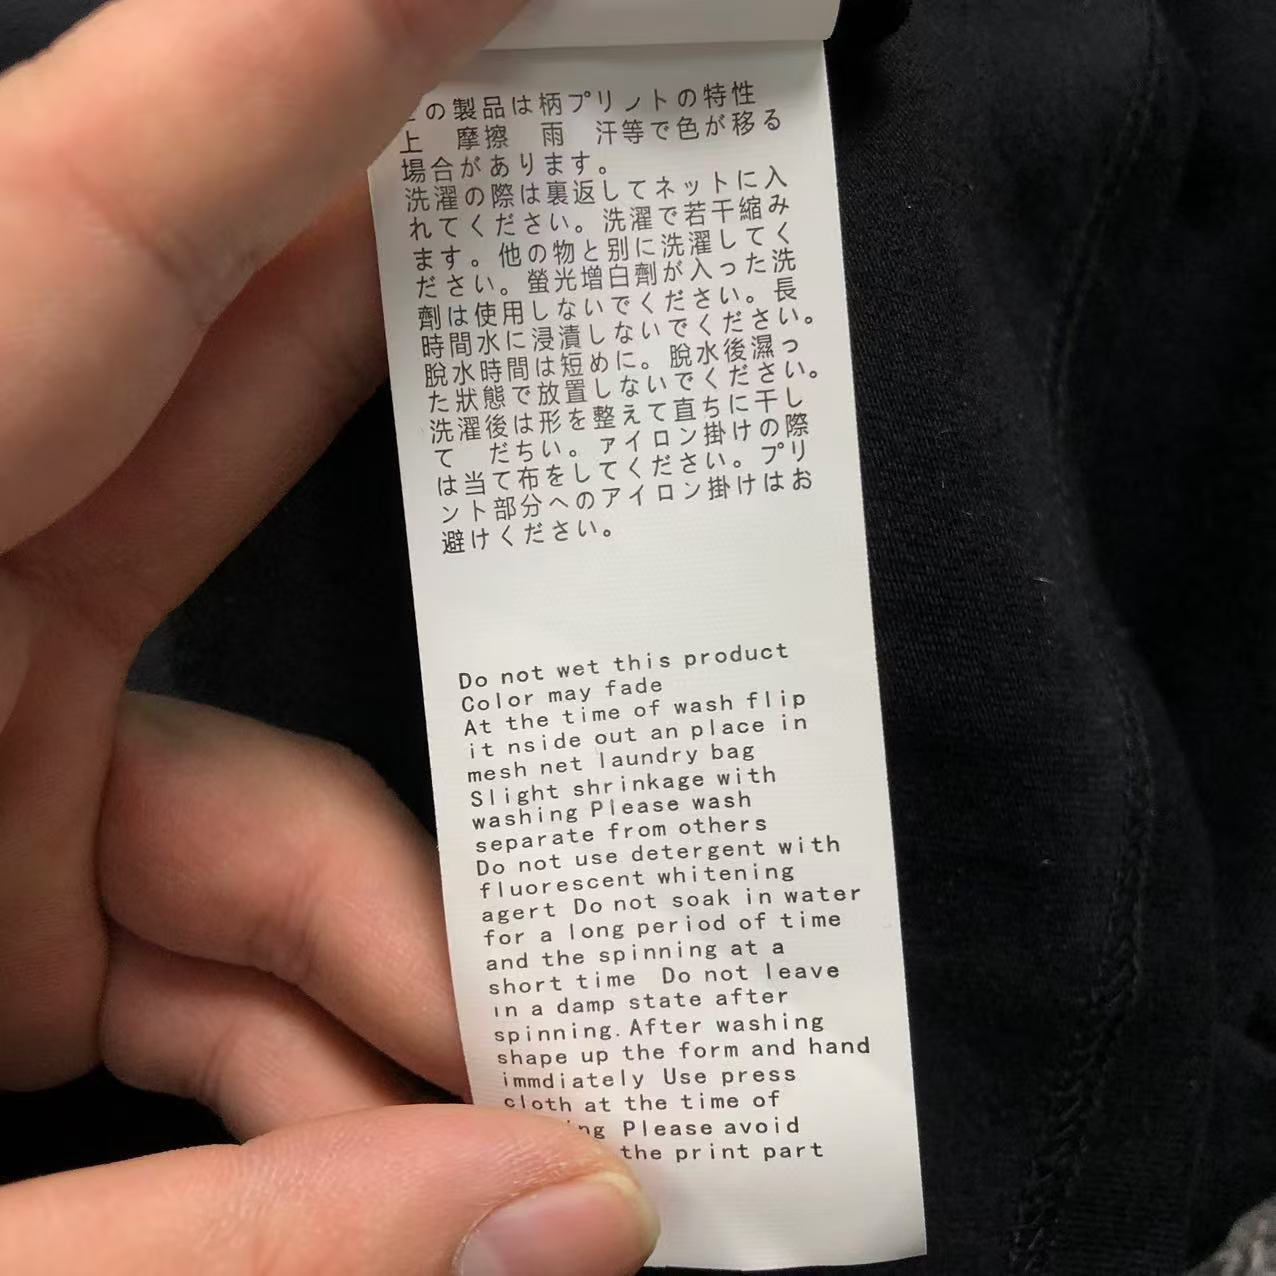 の製品は柄プリノトの特性
上 摩擦 雨 汗等で色が移る
場合があります。
洗濯の際は裏返してネットに入
れてください。洗濯で若干縮み
ます。他の物と別に洗濯してく
ださい。螢光增白劑が入った洗
劑は使用しないでください。長
時間水に浸漬しないでください。
脱水時間は短めに。脱水後濕っ
た狀態で放置しないでください。
洗濯後は形を整えて直ちに干し
て だちい。ァイロン掛けの際
は当て布をしてください。プリ
ント部分へのアイロン掛けはお
避けください。
Do not wet this product
Color may fade
At the time of wash flip
it nside out an place in
mesh net laundry bag
Slight shrinkage with
washing Please wash
separate from others
Do not use detergent with
fluorescent whitening
agert Do not soak in water
for a long period of time
and the spinning at a
short time Do not leave
in a damp state after
spinning. After washing
shape up the form and hand
immdiately Use press
cloth at the time of
Please avoid
the print part